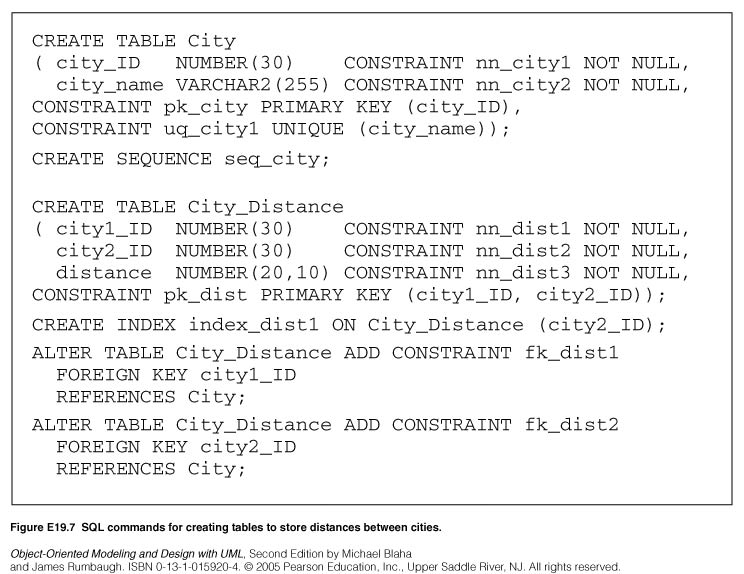 CREATE TABLE City
( city_ID   NUMBER(30)     CONSTRAINT nn_city1 NOT NULL,
  city_name VARCHAR2(255) CONSTRAINT nn_city2 NOT NULL,
CONSTRAINT pk_city PRIMARY KEY (city_ID),
CONSTRAINT uq_city1 UNIQUE (city_name));
CREATE SEQUENCE seq_city;
CREATE TABLE City_Distance
( city1_ID  NUMBER(30)     CONSTRAINT nn_dist1 NOT NULL,
  city2_ID  NUMBER(30)     CONSTRAINT nn_dist2 NOT NULL,
  distance  NUMBER(20,10) CONSTRAINT nn_dist3 NOT NULL,
CONSTRAINT pk_dist PRIMARY KEY (city1_ID, city2_ID));
CREATE INDEX index_dist1 ON City_Distance (city2_ID);
ALTER TABLE City_Distance ADD CONSTRAINT fk_dist1
  FOREIGN KEY city1_ID
  REFERENCES City;
ALTER TABLE City_Distance ADD CONSTRAINT fk_dist2
  FOREIGN KEY city2_ID
  REFERENCES City;
Figure E19.7 SQL commands for creating tables to store distances between cities.
Object-Oriented Modeling and Design with UML, Second Edition by Michael Blaha
and James Rumbaugh. ISBN 0-13-1-015920-4. © 2005 Pearson Education, Inc., Upper Saddle River, NJ. All rights reserved.